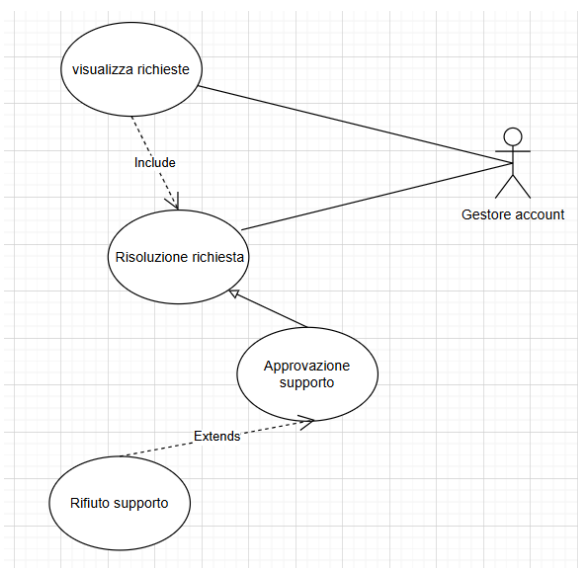 visualizza richieste
Include
Gestore account
Risoluzione richiesta
Approvazione
supporto
Extends
Rifiuto supporto